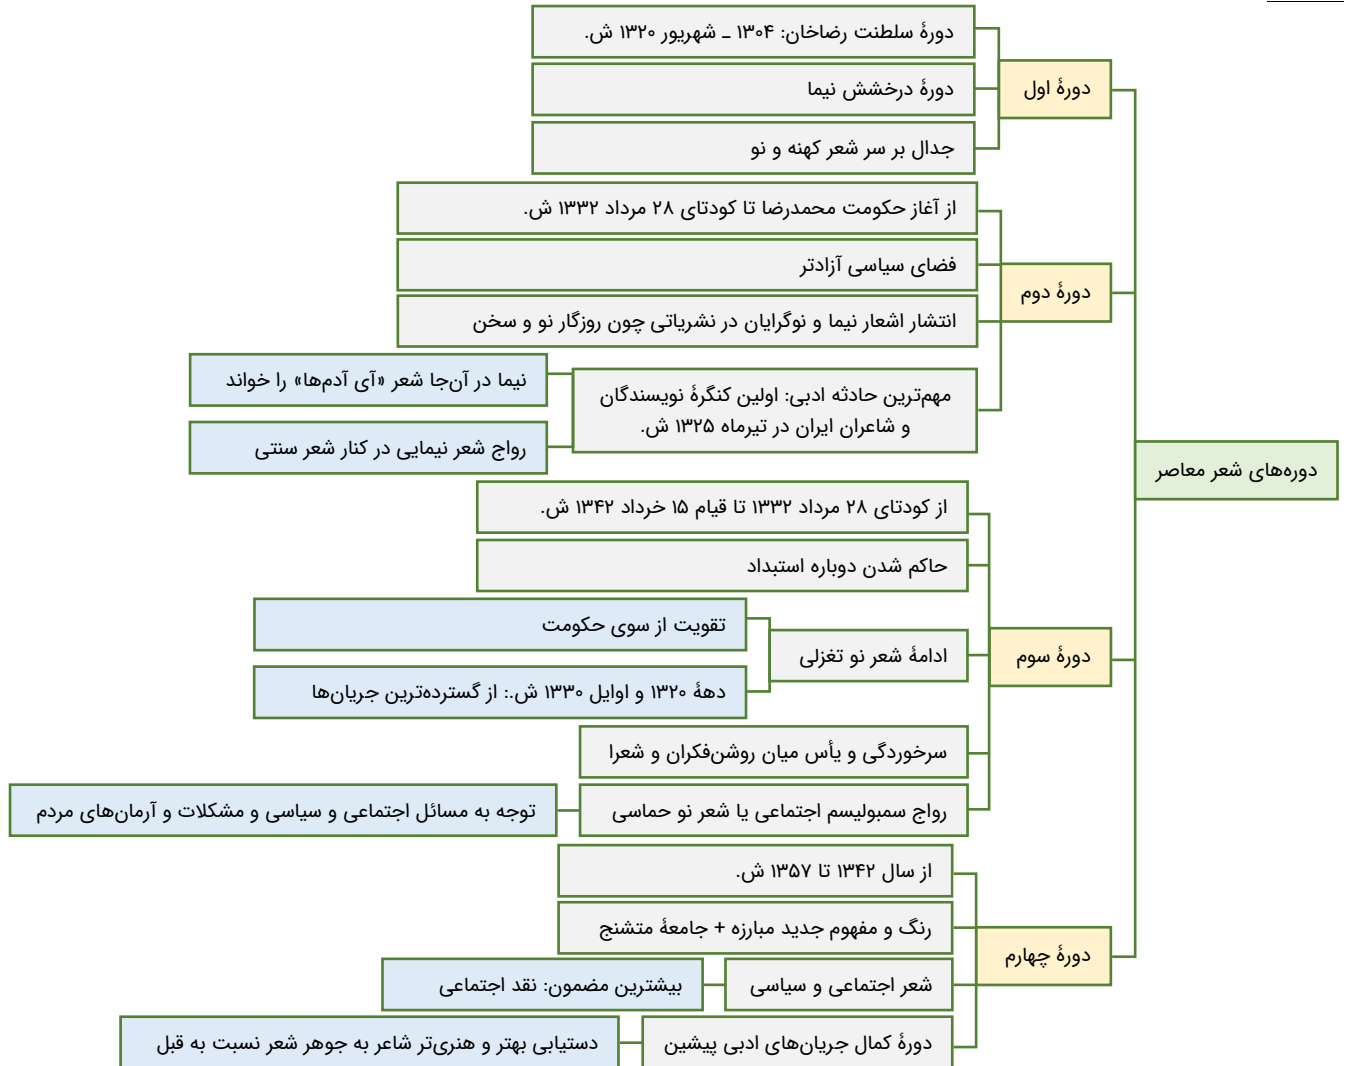 دوره‌های شعر معاصر
دورهٔ اول
دورهٔ سلطنت رضاخان: ۱۳۰۴ ـ شهریور ۱۳۲۰ ش.
دورهٔ درخشش نیما
جدال بر سر شعر کهنه و نو
دورهٔ دوم
از آغاز حکومت محمدرضا تا کودتای ۲۸ مرداد ۱۳۳۲ ش.
فضای سیاسی آزادتر
انتشار اشعار نیما و نوگرایان در نشریاتی چون روزگار نو و سخن
مهم‌ترین حادثه ادبی: اولین کنگرهٔ نویسندگان
و شاعران ایران در تیرماه ۱۳۲۵ ش.
نیما در آن‌جا شعر «آی آدم‌ها» را خواند
رواج شعر نیمایی در کنار شعر سنتی
دورهٔ سوم
از کودتای ۲۸ مرداد ۱۳۳۲ تا قیام ۱۵ خرداد ۱۳۴۲ ش.
حاکم شدن دوباره استبداد
ادامهٔ شعر نو تغزلی
تقویت از سوی حکومت
دههٔ ۱۳۲۰ و اوایل ۱۳۳۰ ش.: از گسترده‌ترین جریان‌ها
سرخوردگی و یأس میان روشن‌فکران و شعرا
رواج سمبولیسم اجتماعی یا شعر نو حماسی
توجه به مسائل اجتماعی و سیاسی و مشکلات و آرمان‌های مردم
دورهٔ چهارم
از سال ۱۳۴۲ تا ۱۳۵۷ ش.
رنگ و مفهوم جدید مبارزه + جامعهٔ متشنج
شعر اجتماعی و سیاسی
بیشترین مضمون: نقد اجتماعی
دورهٔ کمال جریان‌های ادبی پیشین
دستیابی بهتر و هنری‌تر شاعر به جوهر شعر نسبت به قبل